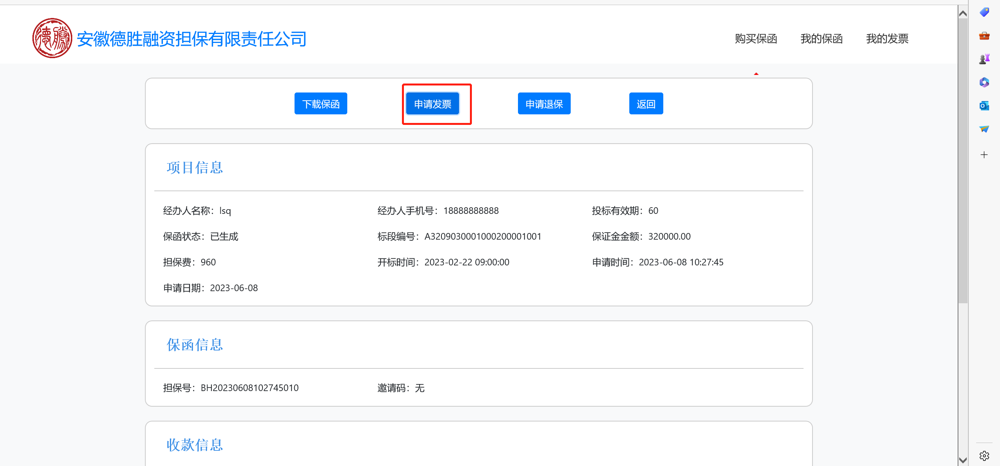 德勝
安徽德胜融资担保有限责任公司
购买保函 我的保函 我的发票
下载保函 申请发票 申请退保 返回
项目信息
经办人名称：lsq 经办人手机号：18888888888 投标有效期：60
保函状态：已生成 标段编号：A3209030001000200001001 保证金金额：320000.00
担保费：960 开标时间：2023-02-22 09:00:00 申请时间：2023-06-08 10:27:45
申请日期：2023-06-08
保函信息
担保号：BH20230608102745010 邀请码：无
收款信息